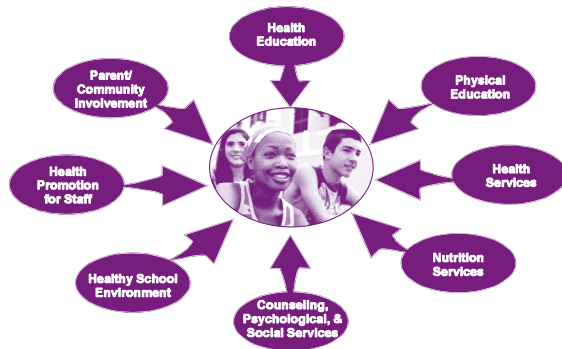 Health
Education
Physical
Education
Health
Services
Nutrition
Services
Counseling,
Psychological, &
Social Services
Healthy School
Environment
Health
Promotion
for Staff
Parent/
Community
Involvement